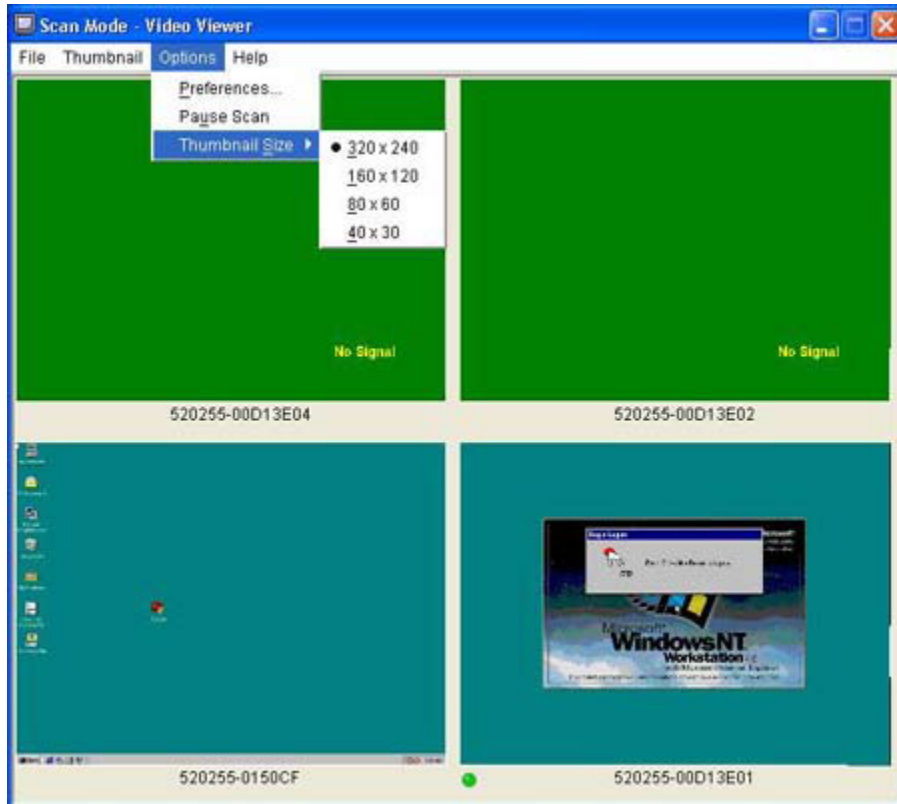 Scan Mode - Video Viewer
File Thumbnail Options Help
Preferences...
Pause Scan
Thumbnail Size
320 x 240
160 x 120
80 x 60
40 x 30
No Signal
No Signal
520255-00D13E04
520255-00D13E02
Microsoft
WindowsNT
Workstation
520255-0150CF
520255-00D13E01